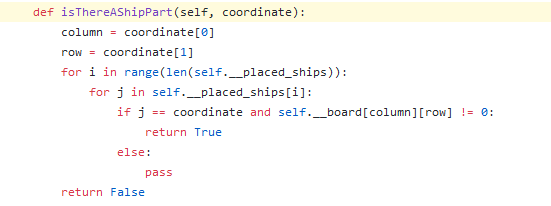 def isThereAShipPart(self, coordinate):
    column = coordinate[0]
    row = coordinate[1]
    for i in range(len(self.__placed_ships)):
        for j in self.__placed_ships[i]:
            if j == coordinate and self.__board[column][row] != 0:
                return True
            else:
                pass
    return False